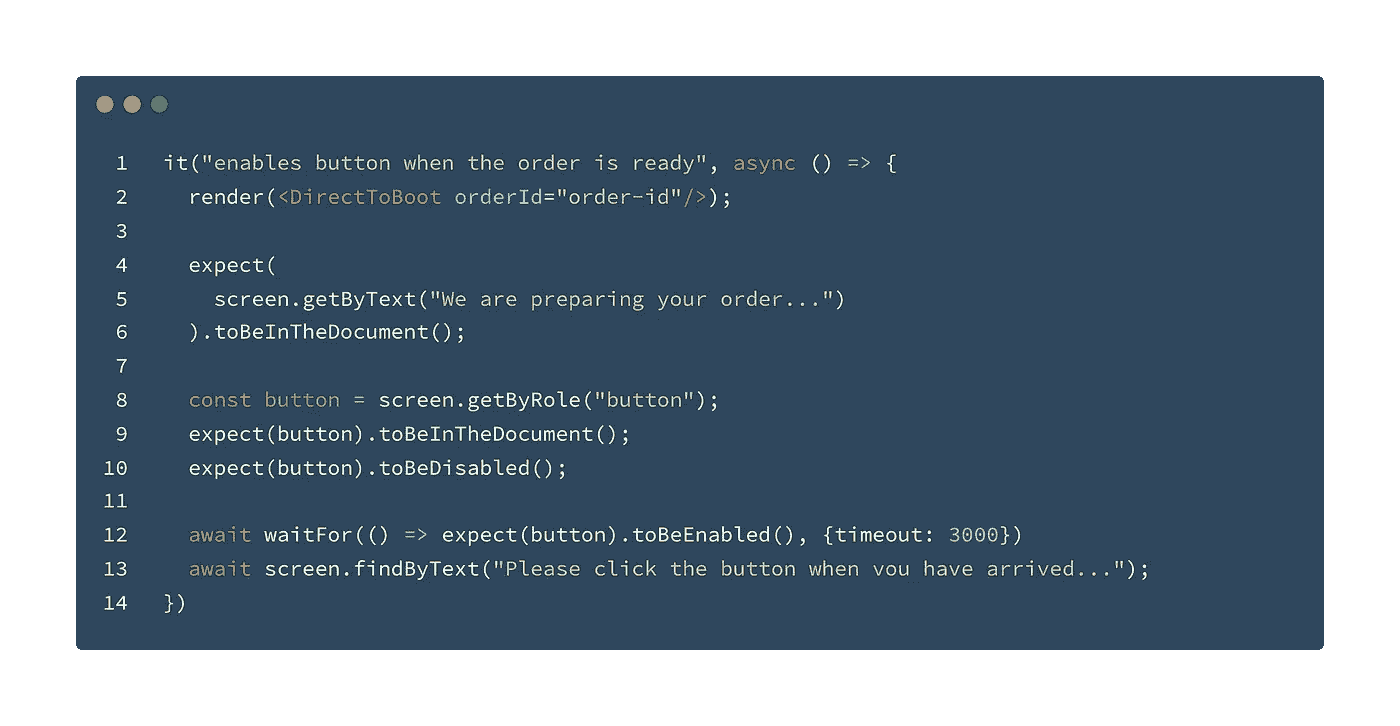 1 it("enables button when the order is ready", async () => {
2 render(<DirectToBoot orderId="order-id"/>);
3
4 expect(
5 screen.getByText("We are preparing your order...")
6 ).toBeInTheDocument();
7
8 const button = screen.getByRole("button");
9 expect(button).toBeInTheDocument();
10 expect(button).toBeDisabled();
11
12 await waitFor(() => expect(button).toBeEnabled(), {timeout: 3000})
13 await screen.findByText("Please click the button when vou have arrived...");
14 })